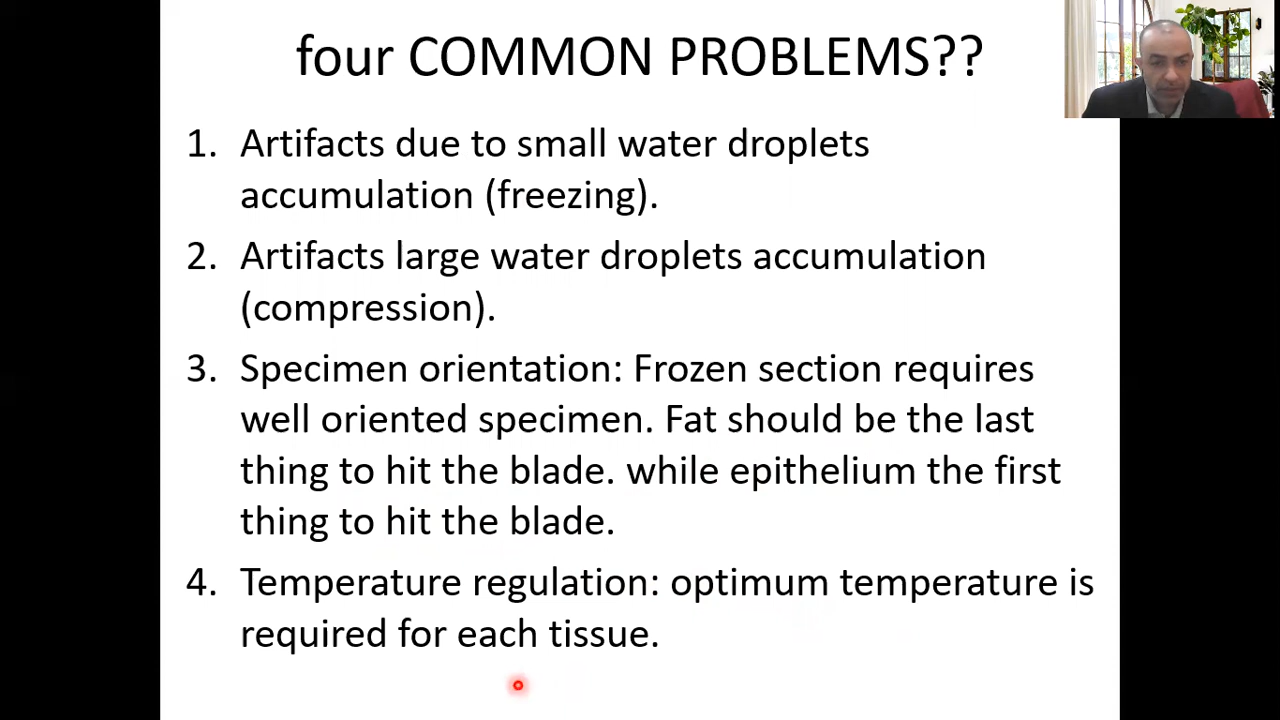 four COMMON PROBLEMS??
1. Artifacts due to small water droplets
accumulation (freezing).
2. Artifacts large water droplets accumulation
(compression).
3. Specimen orientation: Frozen section requires
well oriented specimen. Fat should be the last
thing to hit the blade. while epithelium the first
thing to hit the blade.
4. Temperature regulation: optimum temperature is
required for each tissue.